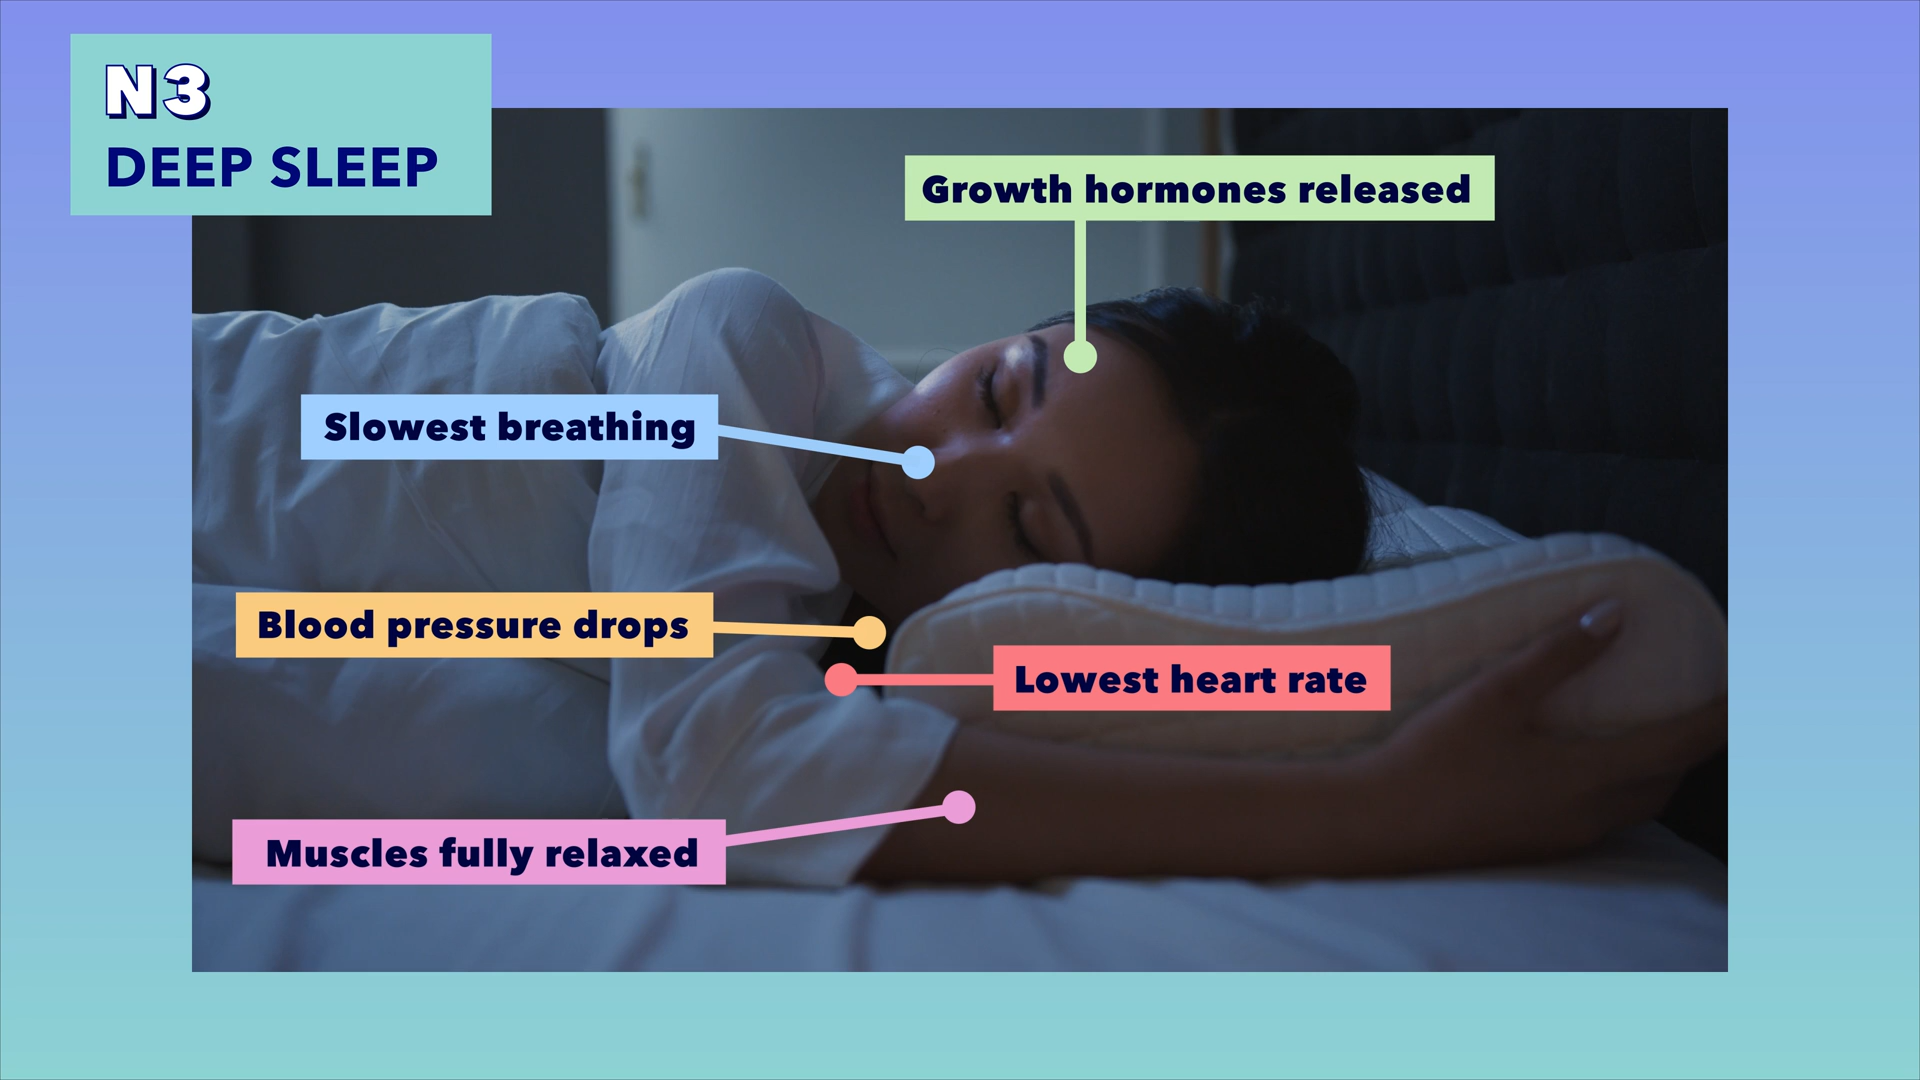 N3
DEEP SLEEP
Growth hormones released
Slowest breathing
Blood pressure drops
Lowest heart rate
Muscles fully relaxed